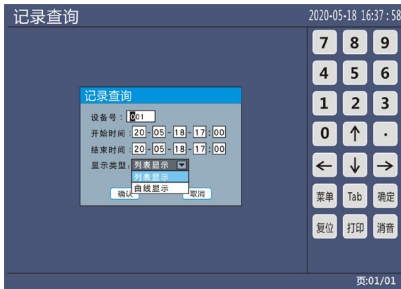 记录查询
2020-05-18 16:37:58
7 8 9
4 5 6
1 2 3
0 ↑ ·
← ↓ →
菜单 Tab 确定
复位 打印 消音
记录查询
设备号: 001
开始时间: 20-05-18-17:00
结束时间: 20-05-18-17:00
显示类型: 列表显示
列表显示
曲线显示
确认 取消
页:01/01